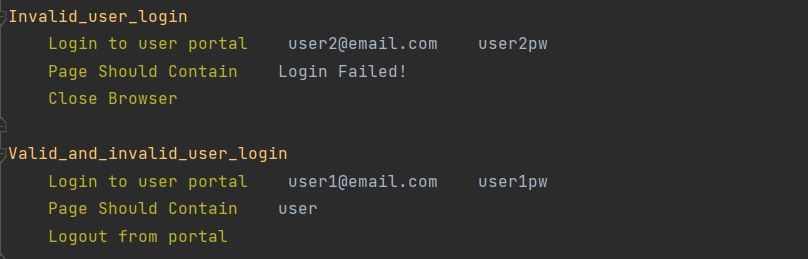 Invalid_user_login
    Login to user portal    user2@email.com    user2pw
    Page Should Contain    Login Failed!
    Close Browser
Valid_and_invalid_user_login
    Login to user portal    user1@email.com    user1pw
    Page Should Contain    user
    Logout from portal